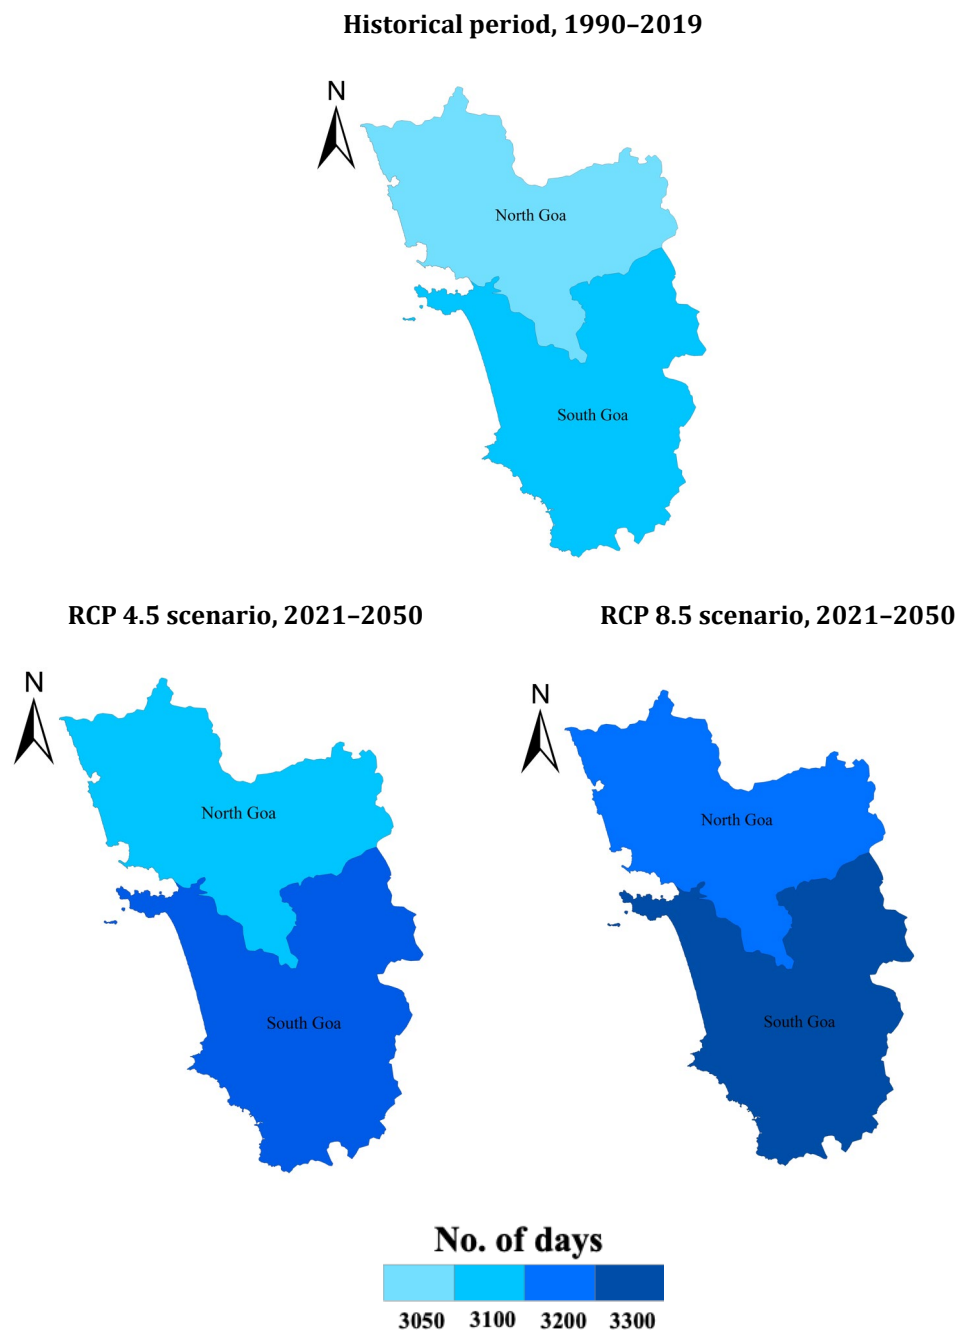 Historical period, 1990–2019
N
North Goa
South Goa
RCP 4.5 scenario, 2021–2050
RCP 8.5 scenario, 2021–2050
N
North Goa
South Goa
N
North Goa
South Goa
No. of days
3050 3100 3200 3300